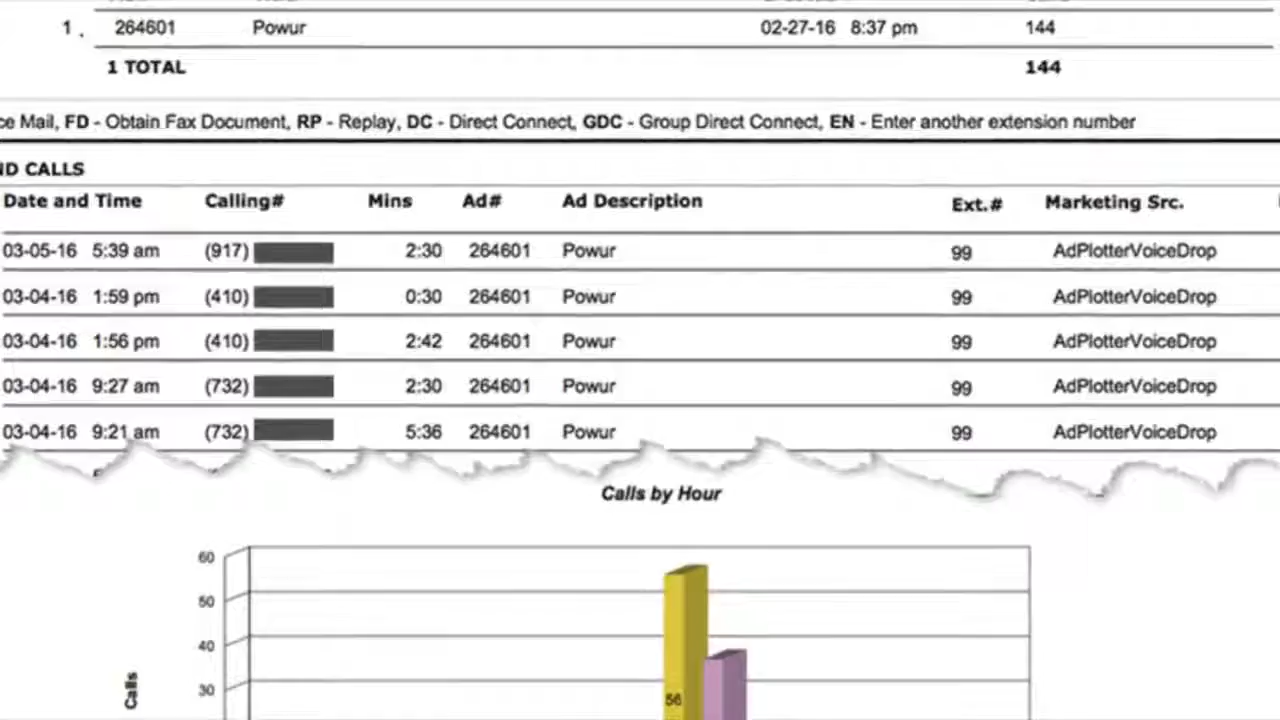 1. 264601 Powur 02-27-16 8:37 pm 144
1 TOTAL 144
ce Mail, FD - Obtain Fax Document, RP - Replay, DC - Direct Connect, GDC - Group Direct Connect, EN - Enter another extension number
ND CALLS
Date and Time Calling# Mins Ad# Ad Description Ext.# Marketing Src.
03-05-16 5:39 am (917) 2:30 264601 Powur 99 AdPlotterVoiceDrop
03-04-16 1:59 pm (410) 0:30 264601 Powur 99 AdPlotterVoiceDrop
03-04-16 1:56 pm (410) 2:42 264601 Powur 99 AdPlotterVoiceDrop
03-04-16 9:27 am (732) 2:30 264601 Powur 99 AdPlotterVoiceDrop
03-04-16 9:21 am (732) 5:36 264601 Powur 99 AdPlotterVoiceDrop
Calls by Hour
60
50
40
30
Calls
56